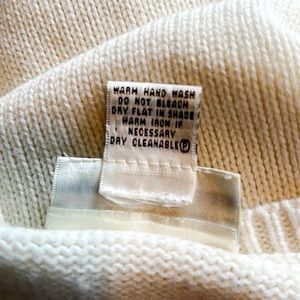 WARM HAND WASH
DO NOT BLEACH
DRY FLAT IN SHADE
WARM IRON IF
NECESSARY
DRY CLEANABLE Ⓟ